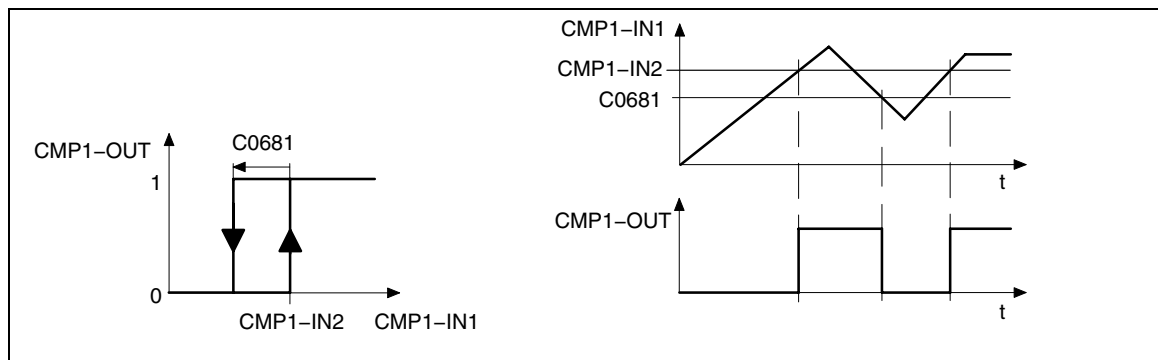 C0681
CMP1-OUT
1
0
CMP1-IN2 CMP1-IN1
CMP1-IN1
CMP1-IN2
C0681
t
CMP1-OUT
t